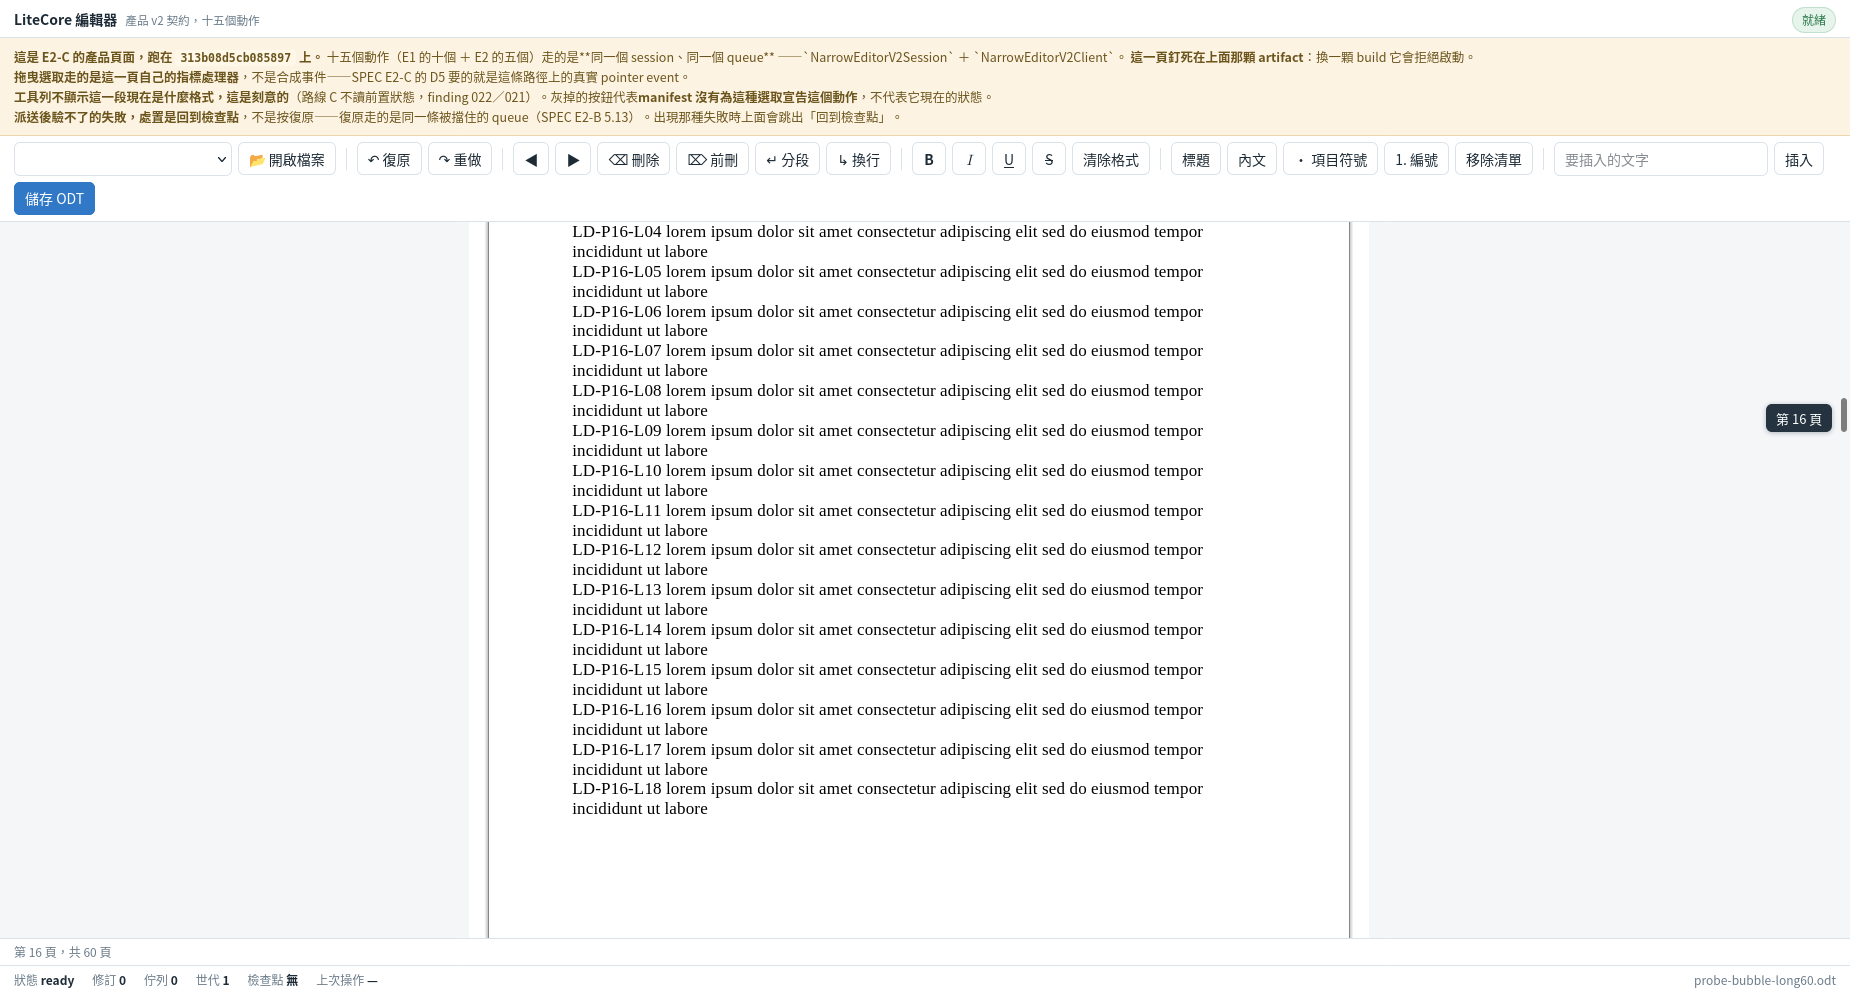 LiteCore 編輯器 產品 v2 契約，十五個動作 就緒
這是 E2-C 的產品頁面，跑在 313b08d5cb085897 上。 十五個動作（E1 的十個 ＋ E2 的五個）走的是**同一個 session、同一個 queue** ——`NarrowEditorV2Session` ＋ `NarrowEditorV2Client`。 這一頁釘死在上面那顆 artifact：換一顆 build 它會拒絕啟動。
拖曳選取走的是這一頁自己的指標處理器，不是合成事件——SPEC E2-C 的 D5 要的就是這條路徑上的真實 pointer event。
工具列不顯示這一段現在是什麼格式，這是刻意的（路線 C 不讀前置狀態，finding 022／021）。灰掉的按鈕代表manifest 沒有為這種選取宣告這個動作，不代表它現在的狀態。
派送後驗不了的失敗，處置是回到檢查點，不是按復原——復原走的是同一條被擋住的 queue（SPEC E2-B 5.13）。出現那種失敗時上面會跳出「回到檢查點」。
📂 開啟檔案 ↶ 復原 ↷ 重做 ◀ ▶ ⌫ 刪除 ⌦ 前刪 ↵ 分段 ↳ 換行 B I U S 清除格式 標題 內文 • 項目符號 1. 編號 移除清單 要插入的文字 插入
儲存 ODT
LD-P16-L04 lorem ipsum dolor sit amet consectetur adipiscing elit sed do eiusmod tempor
incididunt ut labore
LD-P16-L05 lorem ipsum dolor sit amet consectetur adipiscing elit sed do eiusmod tempor
incididunt ut labore
LD-P16-L06 lorem ipsum dolor sit amet consectetur adipiscing elit sed do eiusmod tempor
incididunt ut labore
LD-P16-L07 lorem ipsum dolor sit amet consectetur adipiscing elit sed do eiusmod tempor
incididunt ut labore
LD-P16-L08 lorem ipsum dolor sit amet consectetur adipiscing elit sed do eiusmod tempor
incididunt ut labore
LD-P16-L09 lorem ipsum dolor sit amet consectetur adipiscing elit sed do eiusmod tempor
incididunt ut labore
LD-P16-L10 lorem ipsum dolor sit amet consectetur adipiscing elit sed do eiusmod tempor
incididunt ut labore
LD-P16-L11 lorem ipsum dolor sit amet consectetur adipiscing elit sed do eiusmod tempor
incididunt ut labore
LD-P16-L12 lorem ipsum dolor sit amet consectetur adipiscing elit sed do eiusmod tempor
incididunt ut labore
LD-P16-L13 lorem ipsum dolor sit amet consectetur adipiscing elit sed do eiusmod tempor
incididunt ut labore
LD-P16-L14 lorem ipsum dolor sit amet consectetur adipiscing elit sed do eiusmod tempor
incididunt ut labore
LD-P16-L15 lorem ipsum dolor sit amet consectetur adipiscing elit sed do eiusmod tempor
incididunt ut labore
LD-P16-L16 lorem ipsum dolor sit amet consectetur adipiscing elit sed do eiusmod tempor
incididunt ut labore
LD-P16-L17 lorem ipsum dolor sit amet consectetur adipiscing elit sed do eiusmod tempor
incididunt ut labore
LD-P16-L18 lorem ipsum dolor sit amet consectetur adipiscing elit sed do eiusmod tempor
incididunt ut labore
第 16 頁
第 16 頁，共 60 頁
狀態 ready 修訂 0 佇列 0 世代 1 檢查點 無 上次操作 — probe-bubble-long60.odt